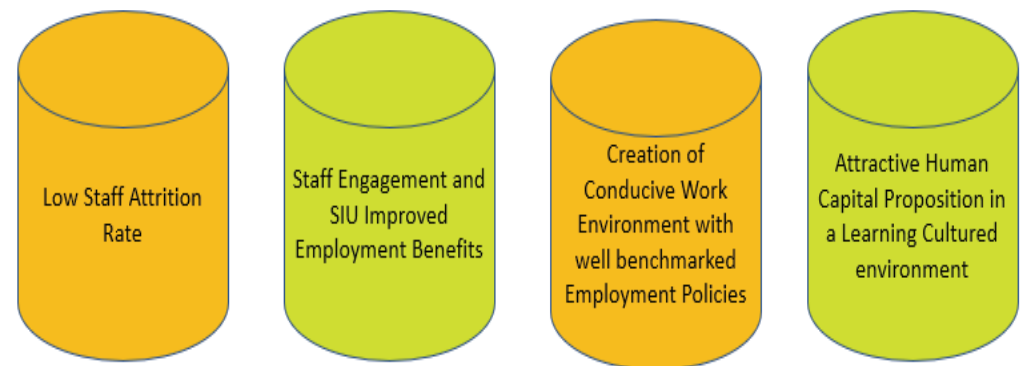 Low Staff Attrition
Rate
Staff Engagement and
SIU Improved
Employment Benefits
Creation of
Conducive Work
Environment with
well benchmarked
Employment Policies
Attractive Human
Capital Proposition in
a Learning Cultured
environment